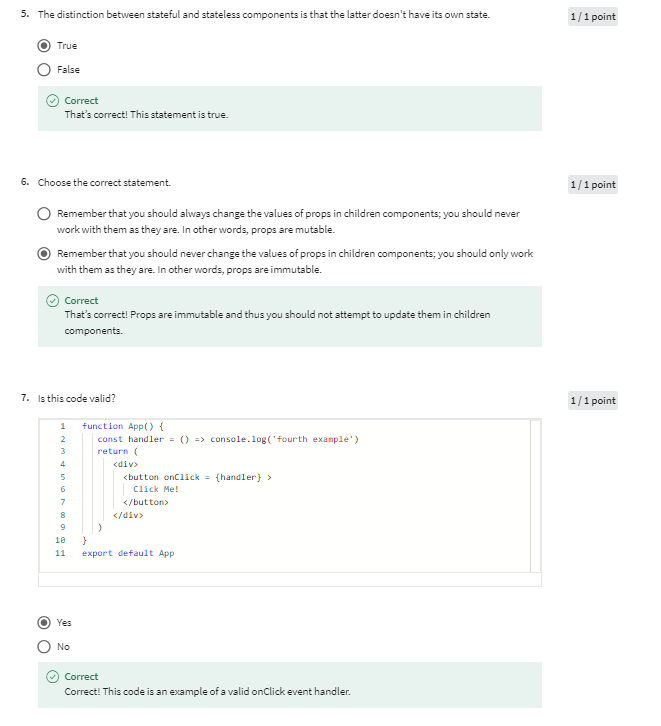 5. The distinction between stateful and stateless components is that the latter doesn't have its own state.
1 / 1 point
True
False
Correct
That's correct! This statement is true.
6. Choose the correct statement.
1 / 1 point
Remember that you should always change the values of props in children components; you should never
work with them as they are. In other words, props are mutable.
Remember that you should never change the values of props in children components; you should only work
with them as they are. In other words, props are immutable.
Correct
That's correct! Props are immutable and thus you should not attempt to update them in children
components.
7. Is this code valid?
1 / 1 point
1 function App() {
2 const handler = () => console.log('fourth example')
3 return (
4 <div>
5 <button onClick = {handler} >
6 Click Me!
7 </button>
8 </div>
9 )
10 }
11 export default App
Yes
No
Correct
Correct! This code is an example of a valid onClick event handler.